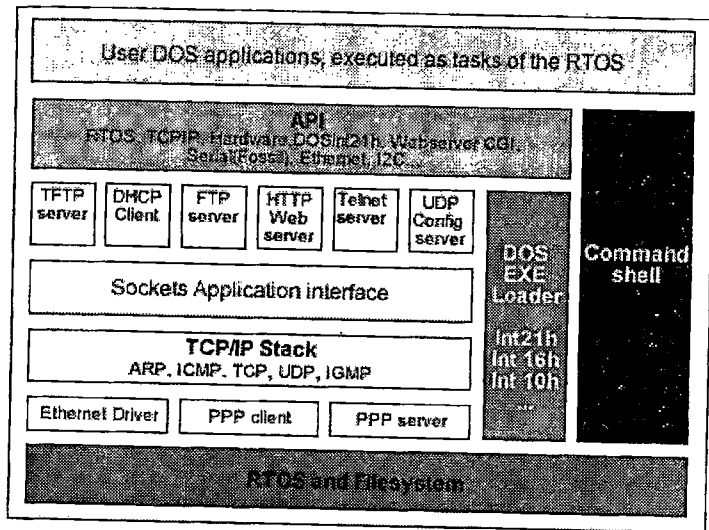 User DOS applications, executed as tasks of the RTOS
API
RTOS, TCPIP, Hardware, DOSInt21h, Webserver CGI,
Serial(Fossil), Ethernet, I2C...
TFTP
server
DHCP
Client
FTP
server
HTTP
Web
server
Telnet
server
UDP
Config
server
DOS
EXE
Loader
Int21h
Int 16h
Int 10h
...
Command
shell
Sockets Application interface
TCP/IP Stack
ARP, ICMP, TCP, UDP, IGMP
Ethernet Driver
PPP client
PPP server
RTOS and Filesystem